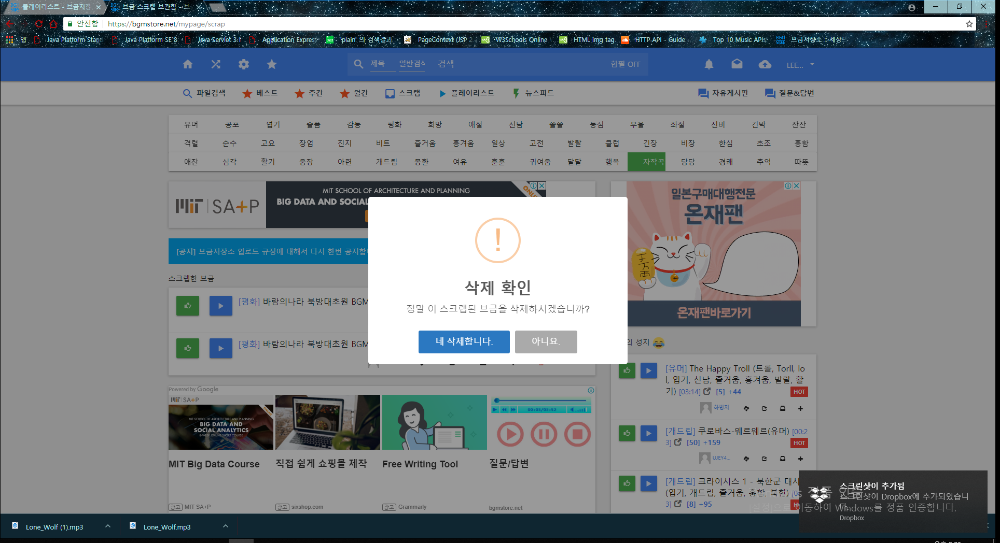 플레이리스트 - 브금저장
브금 스크랩 보관함 - 브
안전함 https://bgmstore.net/mypage/scrap
앱 Java Platform Stand Java Platform SE 8 Java Servlet 3.1 Application Express 'plain' 의 검색결과 PageContext (JSP 2 W3Schools Online HTML img tag HTTP API - Guide Top 10 Music APIs 브금저장소 :: 세상
제목 일반검색 검색 합필 OFF LEE...
파일검색 베스트 주간 월간 스크랩 플레이리스트 뉴스피드 자유게시판 질문&답변
유머 공포 엽기 슬픔 감동 평화 희망 애절 신남 쓸쓸 동심 우울 좌절 신비 긴박 잔잔
격렬 순수 고요 장엄 진지 비트 즐거움 흥겨움 일상 고전 발랄 클럽 긴장 비장 한심 초조 흥함
애잔 심각 활기 웅장 아련 개드립 몽환 여유 훈훈 귀여움 달달 행복 자작곡 당당 경쾌 추억 따뜻
MIT SA+P
MIT SCHOOL OF ARCHITECTURE AND PLANNING
BIG DATA AND SOCIAL
[공지] 브금저장소 업로드 규정에 대해서 다시 한번 공지합니
스크랩한 브금
[평화] 바람의나라 북방대초원 BGM
[평화] 바람의나라 북방대초원 BGM
삭제 확인
정말 이 스크랩된 브금을 삭제하시겠습니까?
네 삭제합니다. 아니요.
일본구매대행전문
온재팬
온재팬바로가기
의 성지
[유머] The Happy Troll (트롤, Torll, lo
l, 엽기, 신남, 즐거움, 흥겨움, 발랄, 활
기) [03:14] [5] +44 HOT
하빙저
[개드립] 쿠로바스-웨르웨르(유머) [00:2
3] [50] +159 HOT
UJEY4...
[개드립] 크라이시스 1 - 북한군 대사
(엽기, 개드립, 즐거움, 흥함, 북한) [0
3] [8] +95
Powered by Google
MIT SA+P
MIT SCHOOL OF ARCHITECTURE AND PLANNING
BIG DATA AND
SOCIAL ANALYTICS
8-WEEK ONLINE SHORT COURSE
00:03/03:52
MIT Big Data Course 직접 쉽게 쇼핑몰 제작 Free Writing Tool 질문/답변
광고 MIT SA+P 광고 sixshop.com 광고 Grammarly bgmstore.net
스크린샷이 추가됨
스크린샷이 Dropbox에 추가되었습니
다.
Dropbox
정품 인증
[설정]으로 이동하여 Windows를 정품 인증합니다.
Lone_Wolf (1).mp3 Lone_Wolf.mp3